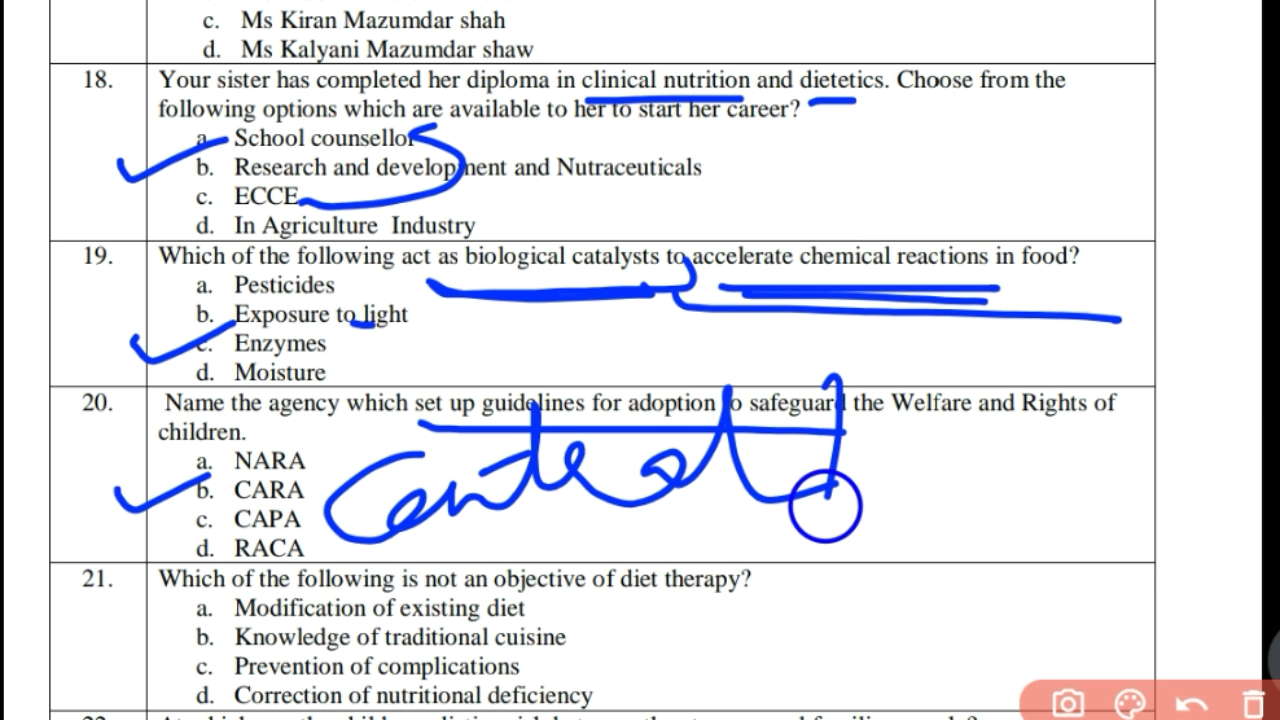 c. Ms Kiran Mazumdar shah
d. Ms Kalyani Mazumdar shaw
18. Your sister has completed her diploma in clinical nutrition and dietetics. Choose from the
following options which are available to her to start her career?
a. School counsellor
b. Research and development and Nutraceuticals
c. ECCE
d. In Agriculture Industry
19. Which of the following act as biological catalysts to accelerate chemical reactions in food?
a. Pesticides
b. Exposure to light
c. Enzymes
d. Moisture
20. Name the agency which set up guidelines for adoption to safeguard the Welfare and Rights of
children.
a. NARA
b. CARA
c. CAPA
d. RACA
Central
21. Which of the following is not an objective of diet therapy?
a. Modification of existing diet
b. Knowledge of traditional cuisine
c. Prevention of complications
d. Correction of nutritional deficiency